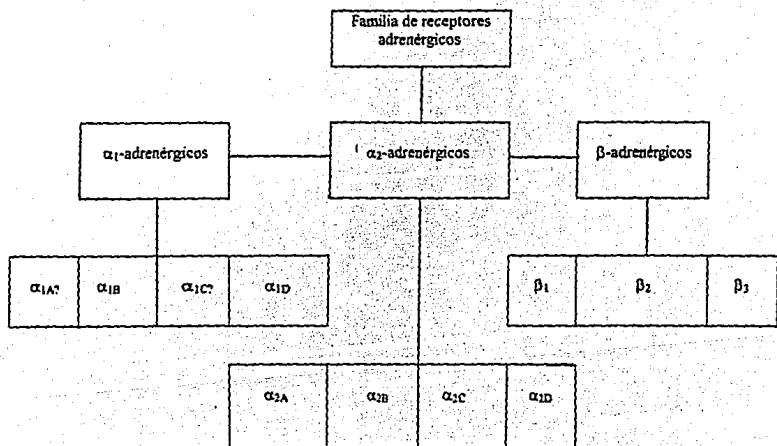 Familia de receptores
adrenérgicos
α₁-adrenérgicos
α₂-adrenérgicos
β-adrenérgicos
α₁A? α₁B α₁C? α₁D
β₁ β₂ β₃
α₂A α₂B α₂C α₂D